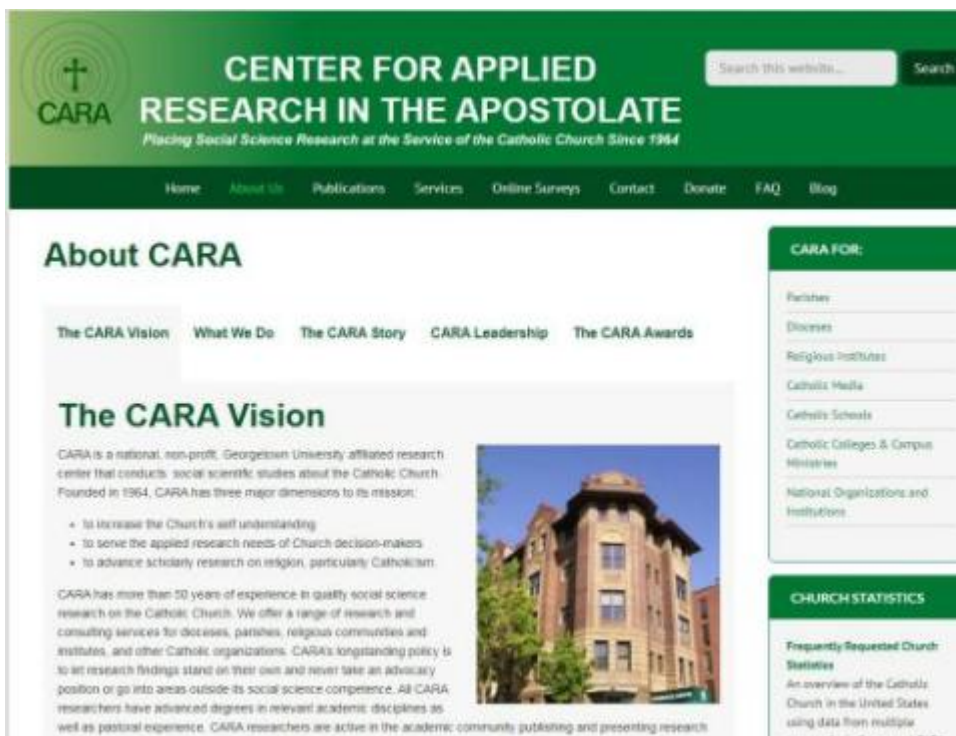 CARA
CENTER FOR APPLIED
RESEARCH IN THE APOSTOLATE
Placing Social Science Research at the Service of the Catholic Church Since 1964
Search this website...
Search
Home About Us Publications Services Online Surveys Contact Donate FAQ Blog
About CARA
The CARA Vision What We Do The CARA Story CARA Leadership The CARA Awards
The CARA Vision
CARA is a national, non-profit, Georgetown University affiliated research
center that conducts social scientific studies about the Catholic Church.
Founded in 1964, CARA has three major dimensions to its mission:
• to increase the Church's self understanding
• to serve the applied research needs of Church decision-makers
• to advance scholarly research on religion, particularly Catholicism
CARA has more than 50 years of experience in quality social science
research on the Catholic Church. We offer a range of research and
consulting services for dioceses, parishes, religious communities and
institutes, and other Catholic organizations. CARA's longstanding policy is
to let research findings stand on their own and never take an advocacy
position or go into areas outside its social science competence. All CARA
researchers have advanced degrees in relevant academic disciplines as
well as pastoral experience. CARA researchers are active in the academic community publishing and presenting research
CARA FOR:
Parishes
Dioceses
Religious Institutes
Catholic Media
Catholic Schools
Catholic Colleges & Campus
Ministries
National Organizations and
Institutions
CHURCH STATISTICS
Frequently Requested Church
Statistics
An overview of the Catholic
Church in the United States
using data from multiple